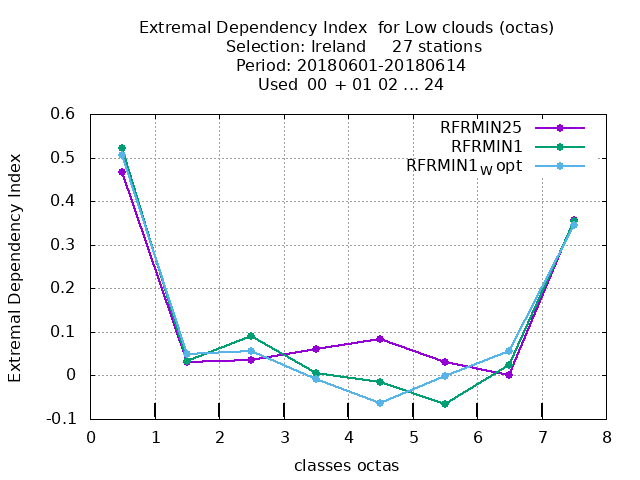 Extremal Dependency Index  for Low clouds (octas)
Selection: Ireland     27 stations
Period: 20180601-20180614
Used  00  + 01 02 ... 24
RFRMIN25
RFRMIN1
RFRMIN1w opt
Extremal Dependency Index
0.6
0.5
0.4
0.3
0.2
0.1
0
-0.1
0 1 2 3 4 5 6 7 8
classes octas